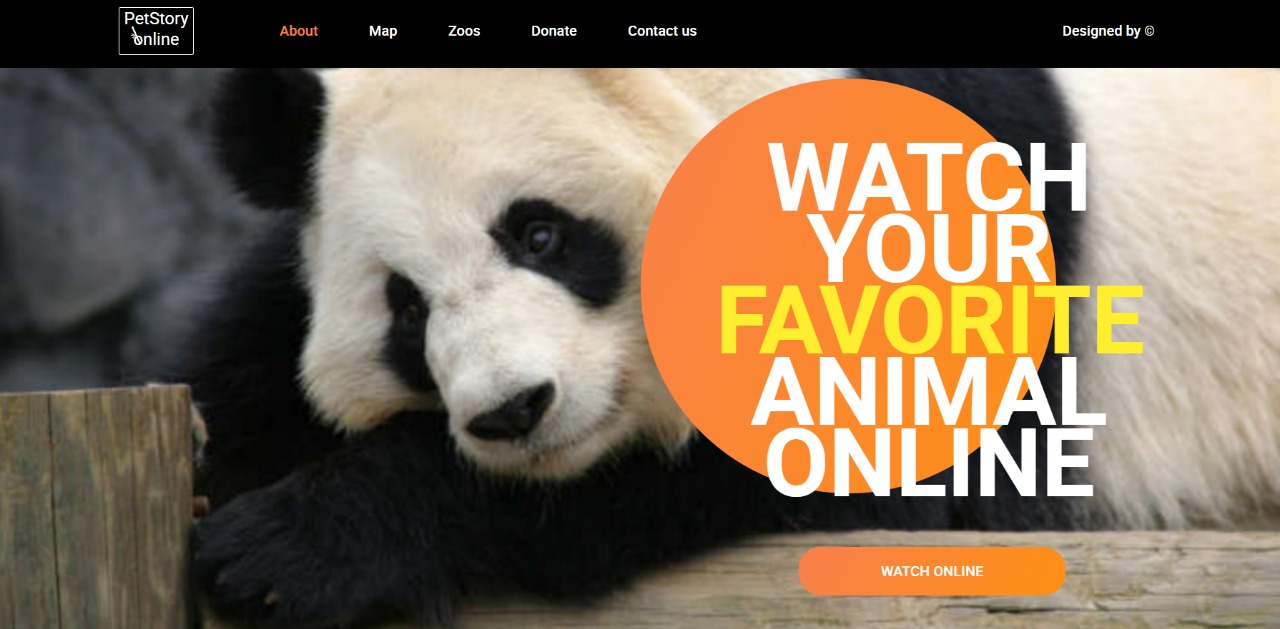 PetStory
online
About Map Zoos Donate Contact us Designed by ©
WATCH
YOUR
FAVORITE
ANIMAL
ONLINE
WATCH ONLINE